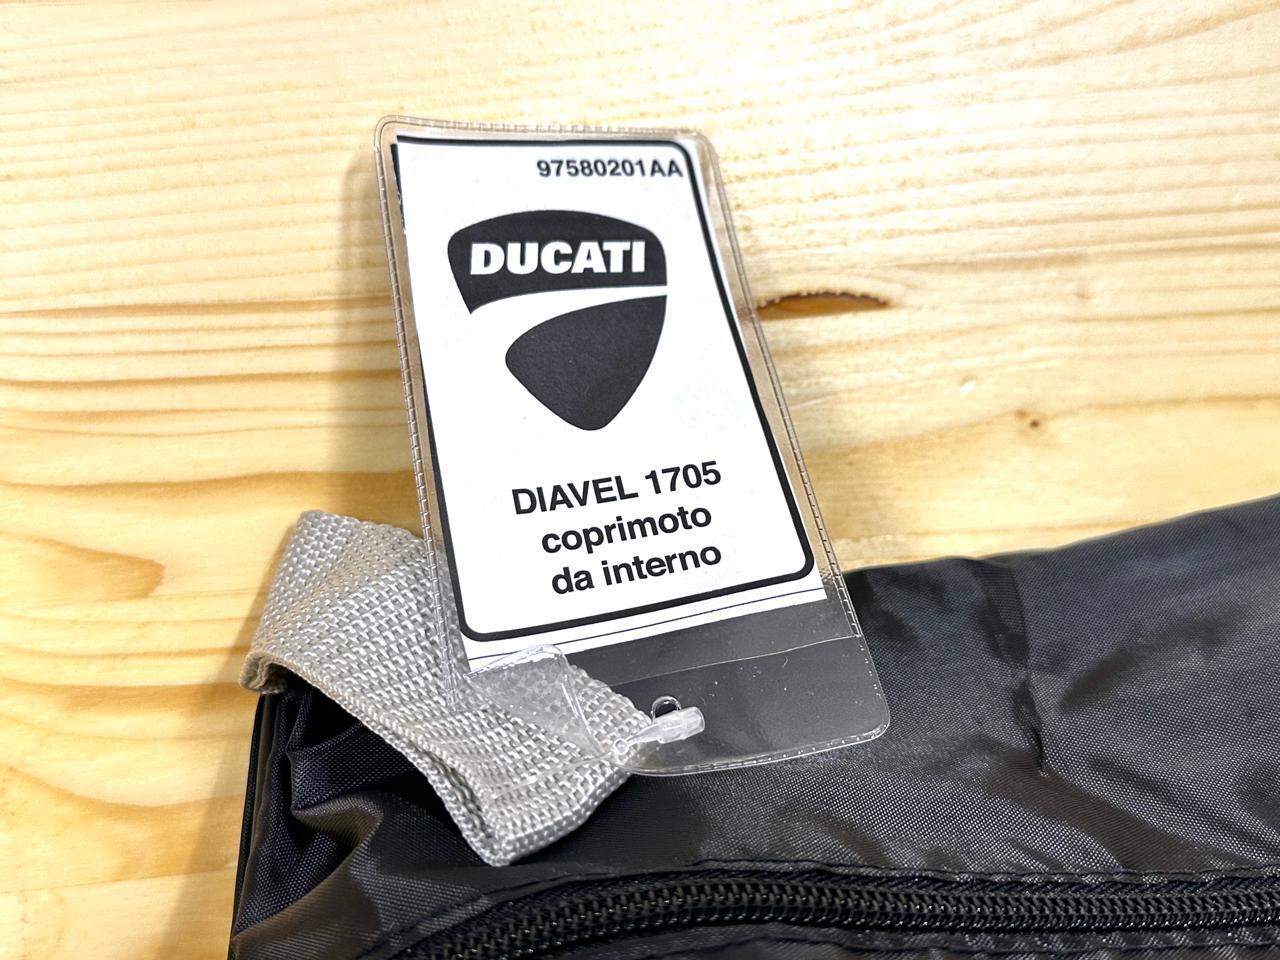 97580201AA
DUCATI
DIAVEL 1705
coprimoto
da interno